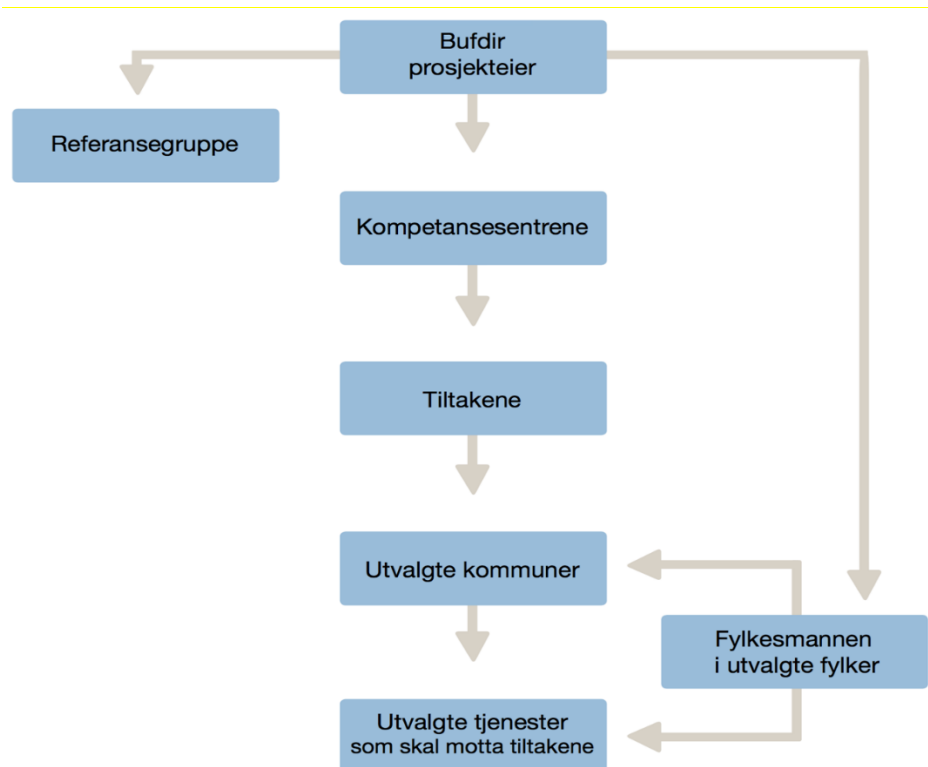 Bufdir
prosjekteier
Referansegruppe
Kompetansesentrene
Tiltakene
Utvalgte kommuner
Fylkesmannen
i utvalgte fylker
Utvalgte tjenester
som skal motta tiltakene